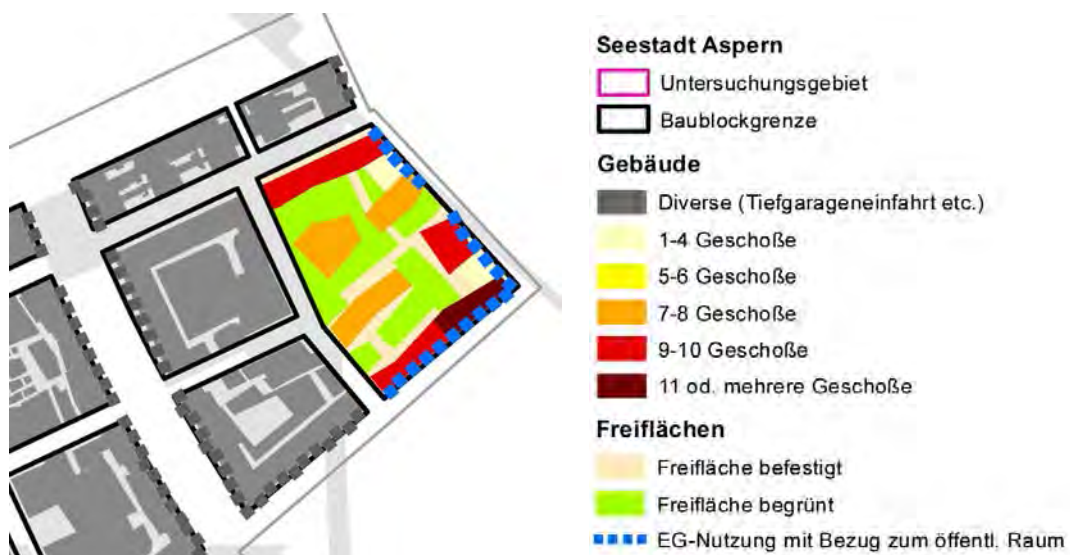 Seestadt Aspern
Untersuchungsgebiet
Baublockgrenze
Gebäude
Diverse (Tiefgarageneinfahrt etc.)
1-4 Geschoße
5-6 Geschoße
7-8 Geschoße
9-10 Geschoße
11 od. mehrere Geschoße
Freiflächen
Freifläche befestigt
Freifläche begrünt
EG-Nutzung mit Bezug zum öffentl. Raum